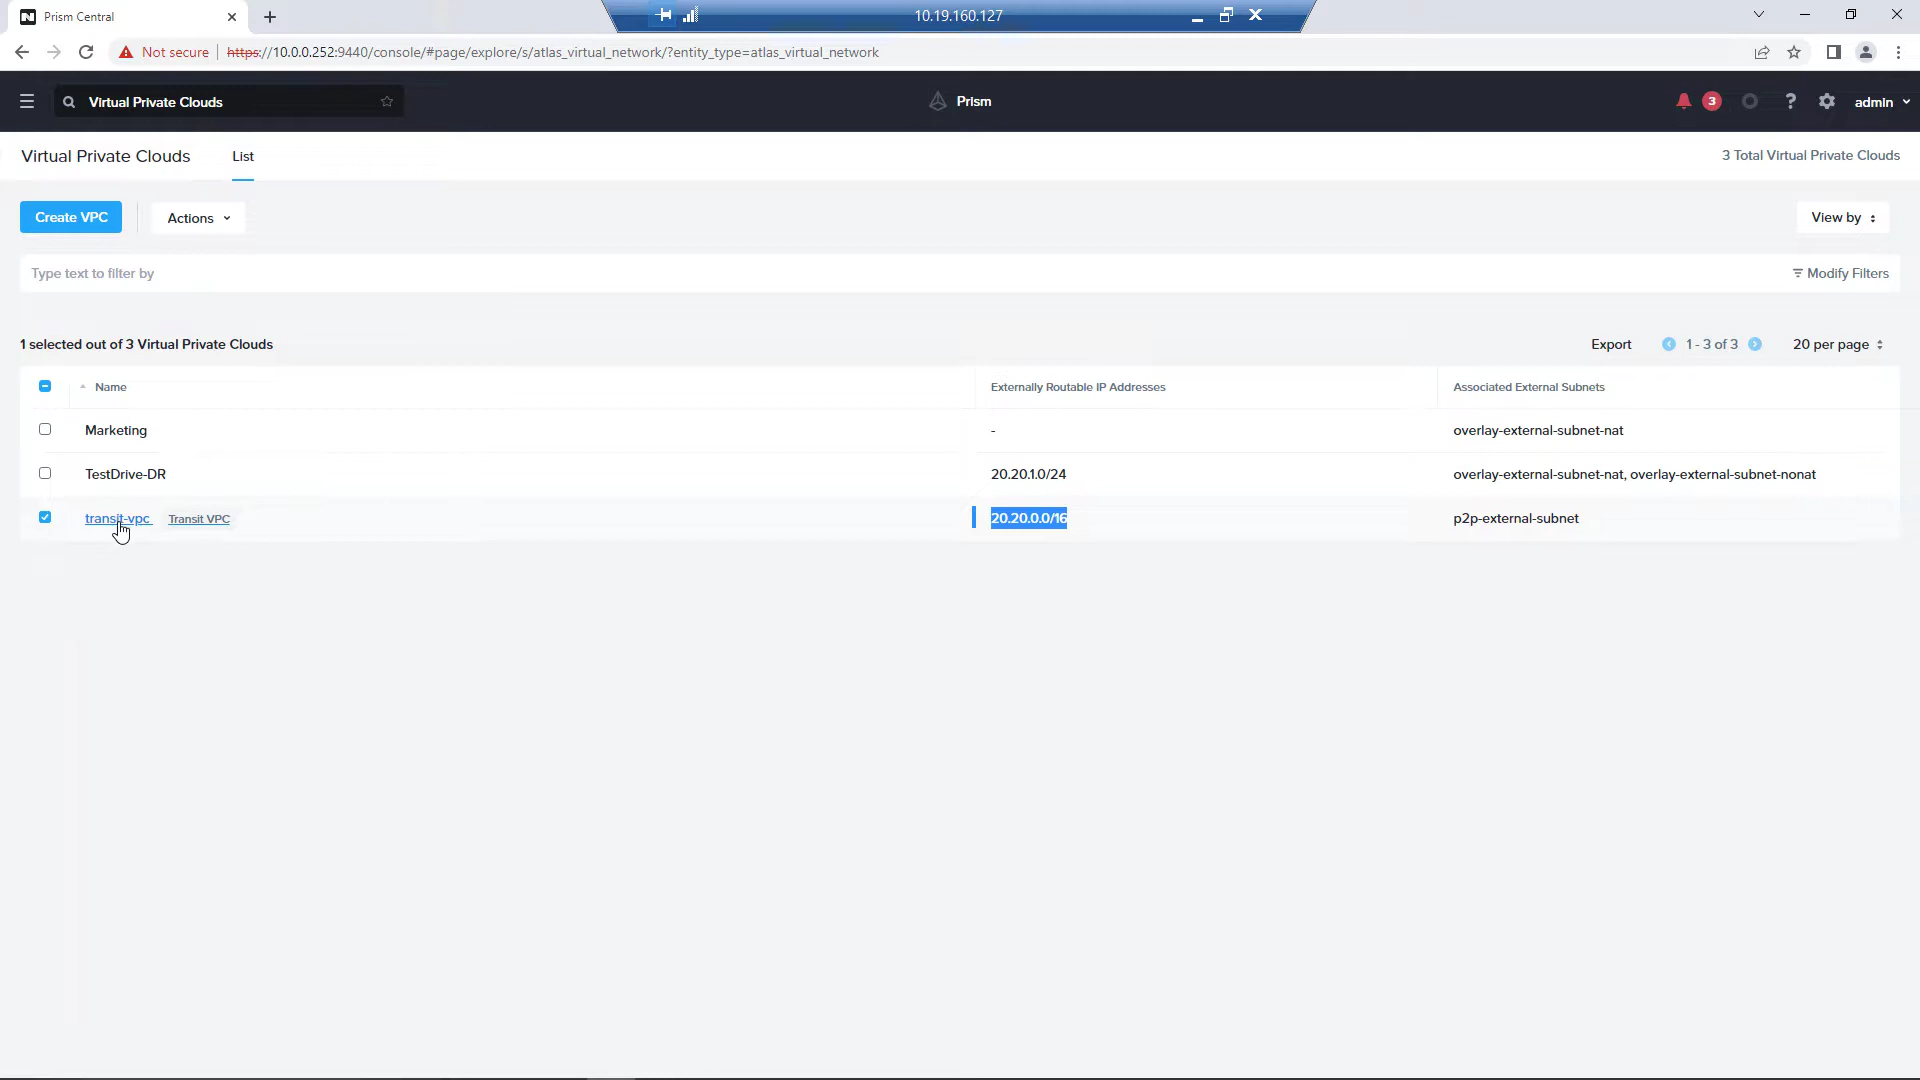 Prism Central
10.19.160.127
Not secure https://10.0.0.252:9440/console/#page/explore/s/atlas_virtual_network/?entity_type=atlas_virtual_network
Virtual Private Clouds
Prism
3
?
admin
Virtual Private Clouds
List
3 Total Virtual Private Clouds
Create VPC
Actions
View by
Type text to filter by
Modify Filters
1 selected out of 3 Virtual Private Clouds
Export
1 - 3 of 3
20 per page
Name
Externally Routable IP Addresses
Associated External Subnets
Marketing
-
overlay-external-subnet-nat
TestDrive-DR
20.20.1.0/24
overlay-external-subnet-nat, overlay-external-subnet-nonat
transit-vpc
Transit VPC
20.20.0.0/16
p2p-external-subnet